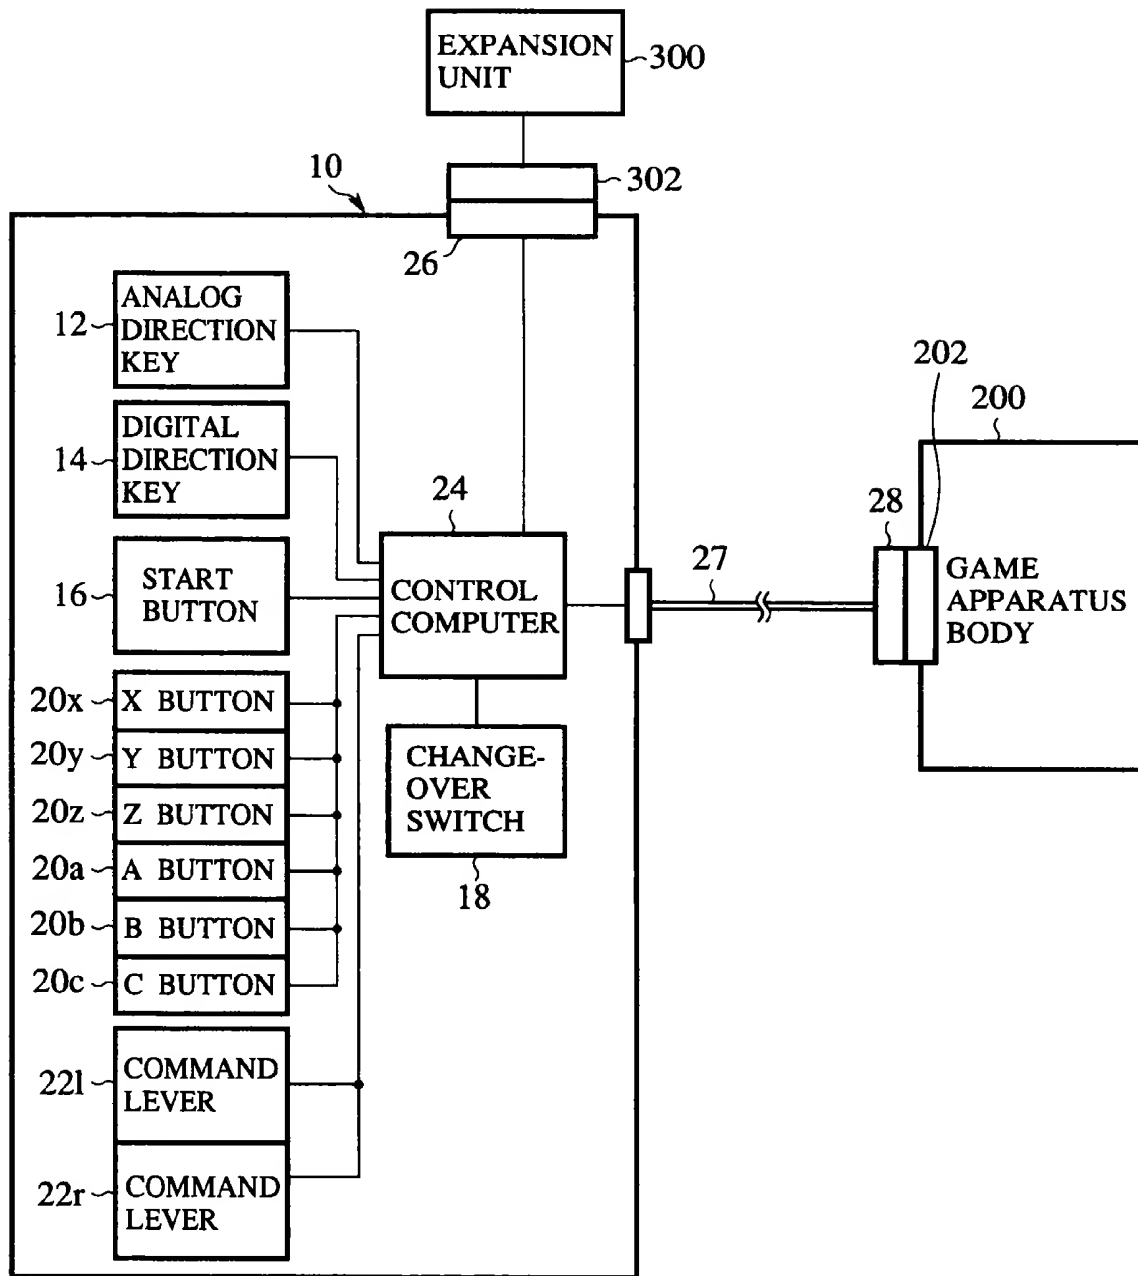 EXPANSION
UNIT
300
302
10
26
12
ANALOG
DIRECTION
KEY
202
200
14
DIGITAL
DIRECTION
KEY
24
28
16
START
BUTTON
CONTROL
COMPUTER
27
GAME
APPARATUS
BODY
20x X BUTTON
20y Y BUTTON
20z Z BUTTON
20a A BUTTON
20b B BUTTON
20c C BUTTON
CHANGE-
OVER
SWITCH
18
22l
COMMAND
LEVER
22r
COMMAND
LEVER